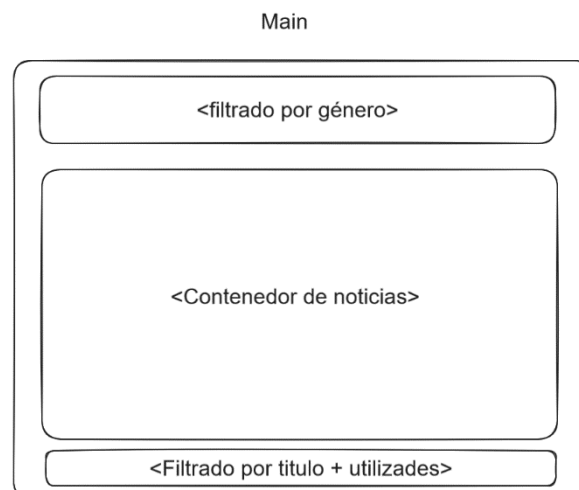 Main
<filtrado por género>
<Contenedor de noticias>
<Filtrado por titulo + utilizades>